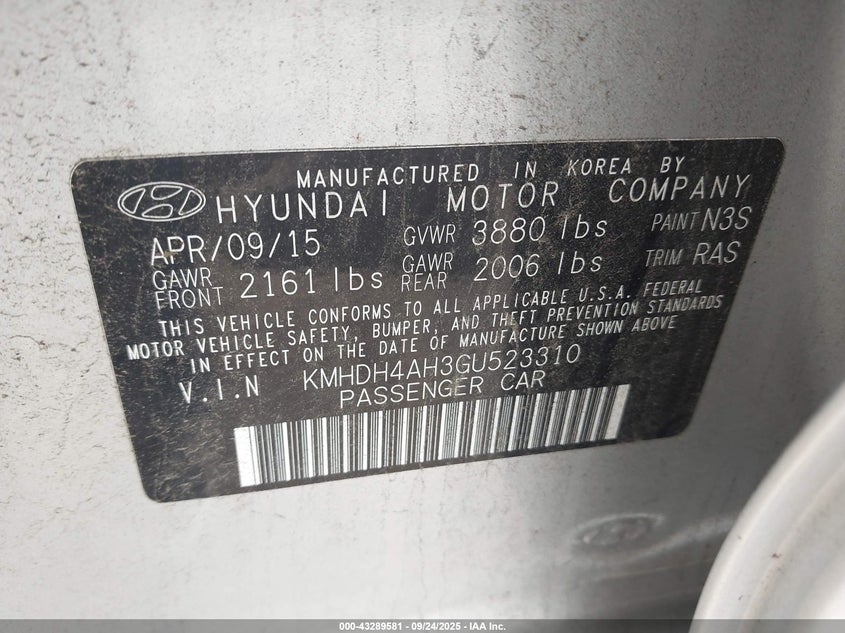 MANUFACTURED IN KOREA BY
HYUNDAI MOTOR COMPANY
APR/09/15 GVWR 3880 lbs PAINT N3S
GAWR FRONT 2161 lbs GAWR REAR 2006 lbs TRIM RAS
THIS VEHICLE CONFORMS TO ALL APPLICABLE U.S.A. FEDERAL
MOTOR VEHICLE SAFETY, BUMPER, AND THEFT PREVENTION STANDARDS
IN EFFECT ON THE DATE OF MANUFACTURE SHOWN ABOVE
V.I.N KMHDH4AH3GU523310
PASSENGER CAR
000-43289581 - 09/24/2025 - IAA Inc.